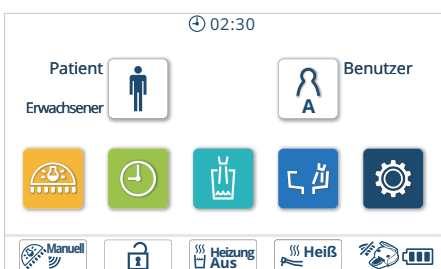 02:30
Patient
Benutzer
Erwachsener
A
Manuell
Heizung
Aus
Heiß